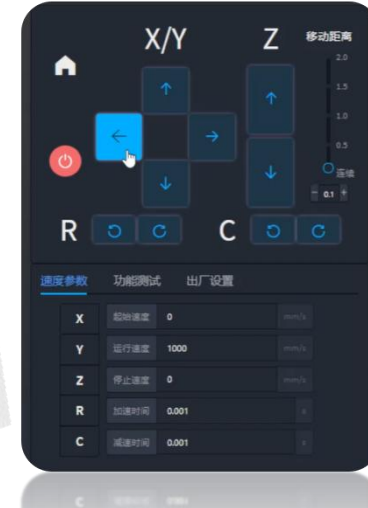 X/Y Z 移动距离
2.0
1.5
1.0
0.5
连续
- 0.1 +
R C
速度参数 功能测试 出厂设置
X 起始速度 0 mm/s
Y 运行速度 1000 mm/s
Z 停止速度 0 mm/s
R 加速时间 0.001 s
C 减速时间 0.001 s